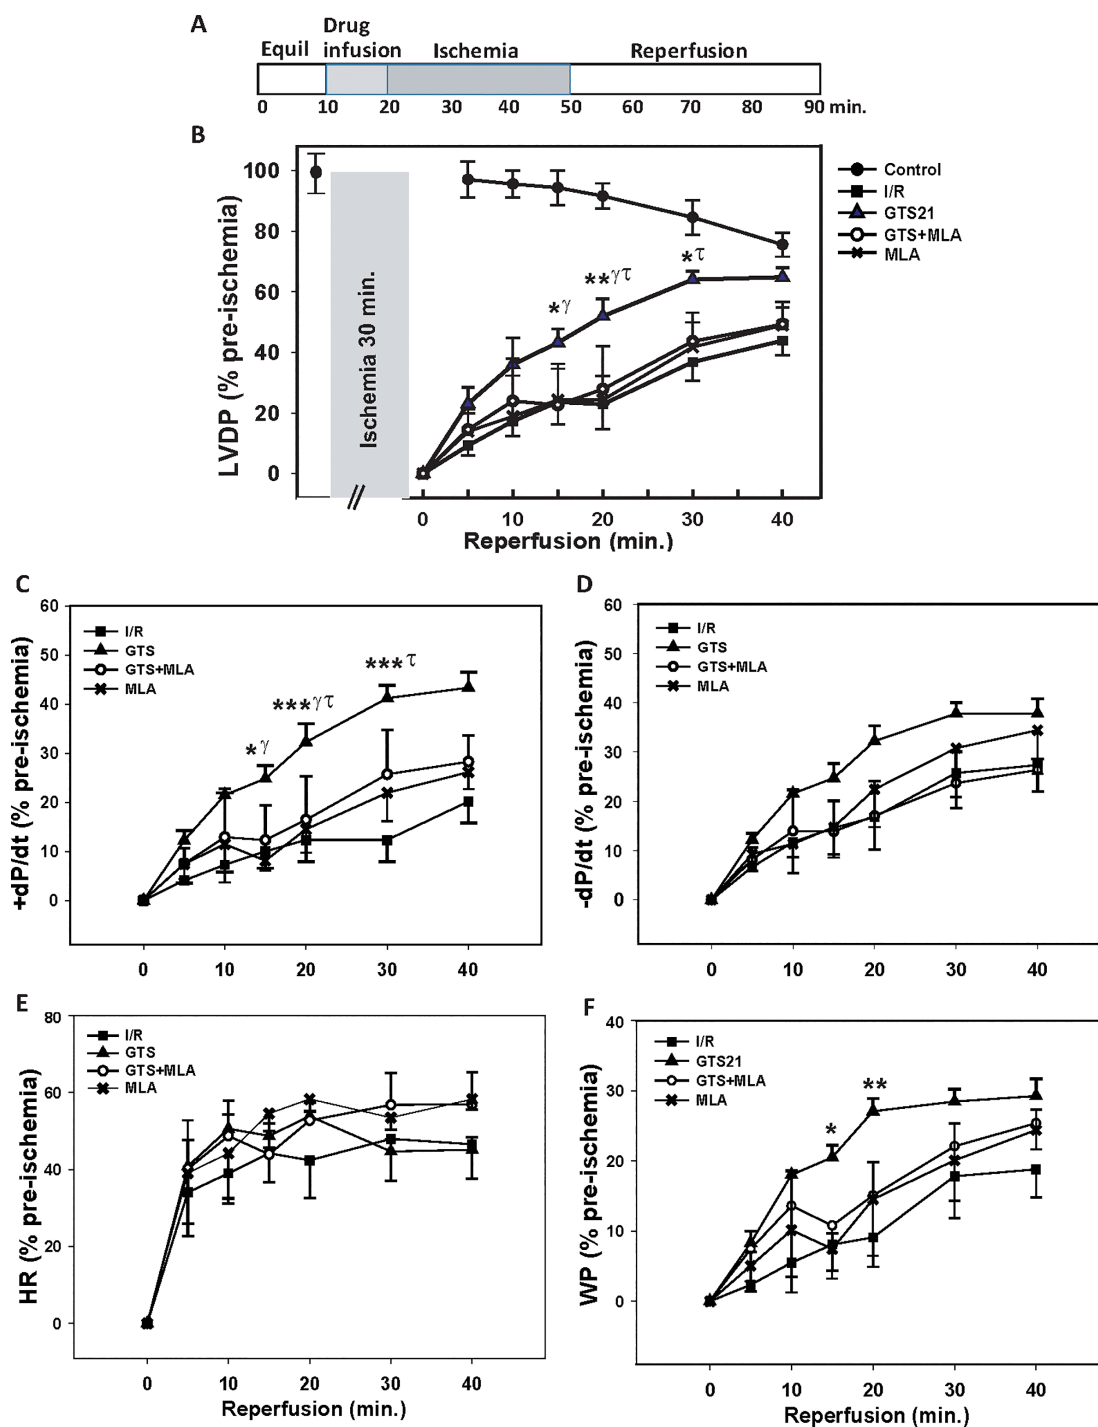 A
Equil
Drug
infusion
Ischemia
Reperfusion
0 10 20 30 40 50 60 70 80 90 min.
B
LVDP (% pre-ischemia)
100
80
60
40
20
0
Ischemia 30 min.
*γ
**γτ
*τ
Control
I/R
GTS21
GTS+MLA
MLA
0 10 20 30 40
Reperfusion (min.)
C
+dP/dt (% pre-ischemia)
60
50
40
30
20
10
0
I/R
GTS
GTS+MLA
MLA
*γ
***γτ
***τ
0 10 20 30 40
D
-dP/dt (% pre-ischemia)
60
50
40
30
20
10
0
I/R
GTS
GTS+MLA
MLA
0 10 20 30 40
E
HR (% pre-ischemia)
80
60
40
20
0
I/R
GTS
GTS+MLA
MLA
0 10 20 30 40
Reperfusion (min.)
F
WP (% pre-ischemia)
40
30
20
10
0
I/R
GTS21
GTS+MLA
MLA
*
**
0 10 20 30 40
Reperfusion (min.)